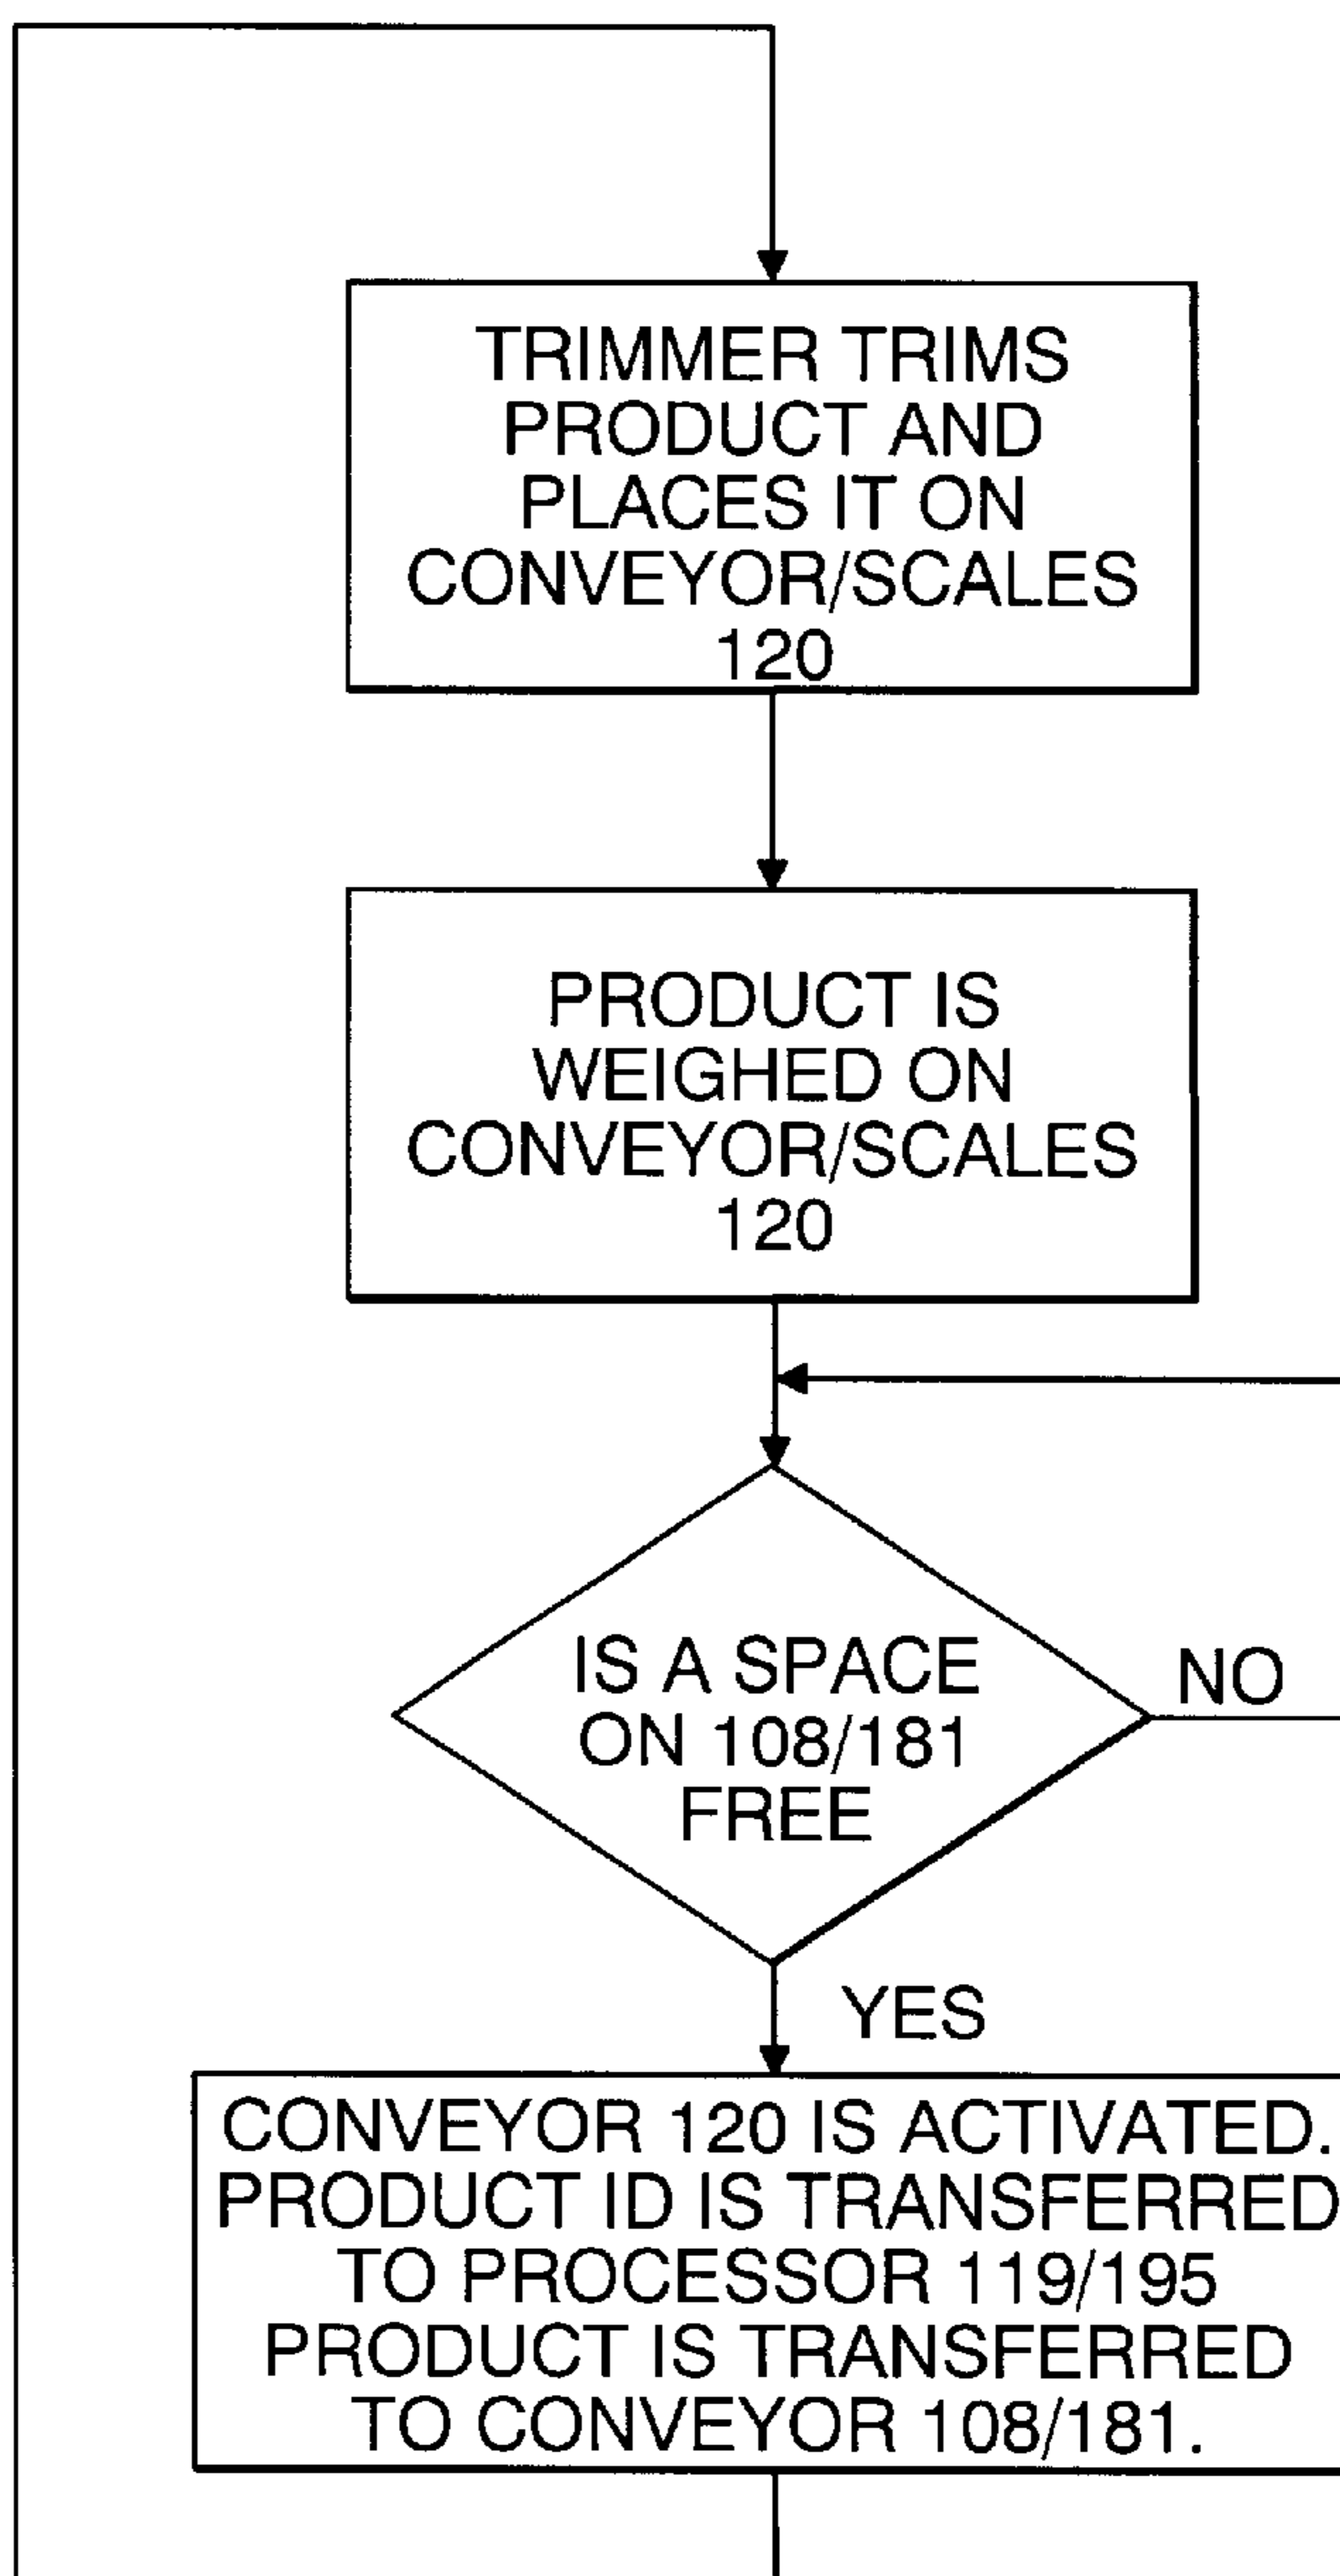 TRIMMER TRIMS
PRODUCT AND
PLACES IT ON
CONVEYOR/SCALES
120
PRODUCT IS
WEIGHED ON
CONVEYOR/SCALES
120
IS A SPACE
ON 108/181
FREE
NO
YES
CONVEYOR 120 IS ACTIVATED.
PRODUCT ID IS TRANSFERRED
TO PROCESSOR 119/195
PRODUCT IS TRANSFERRED
TO CONVEYOR 108/181.